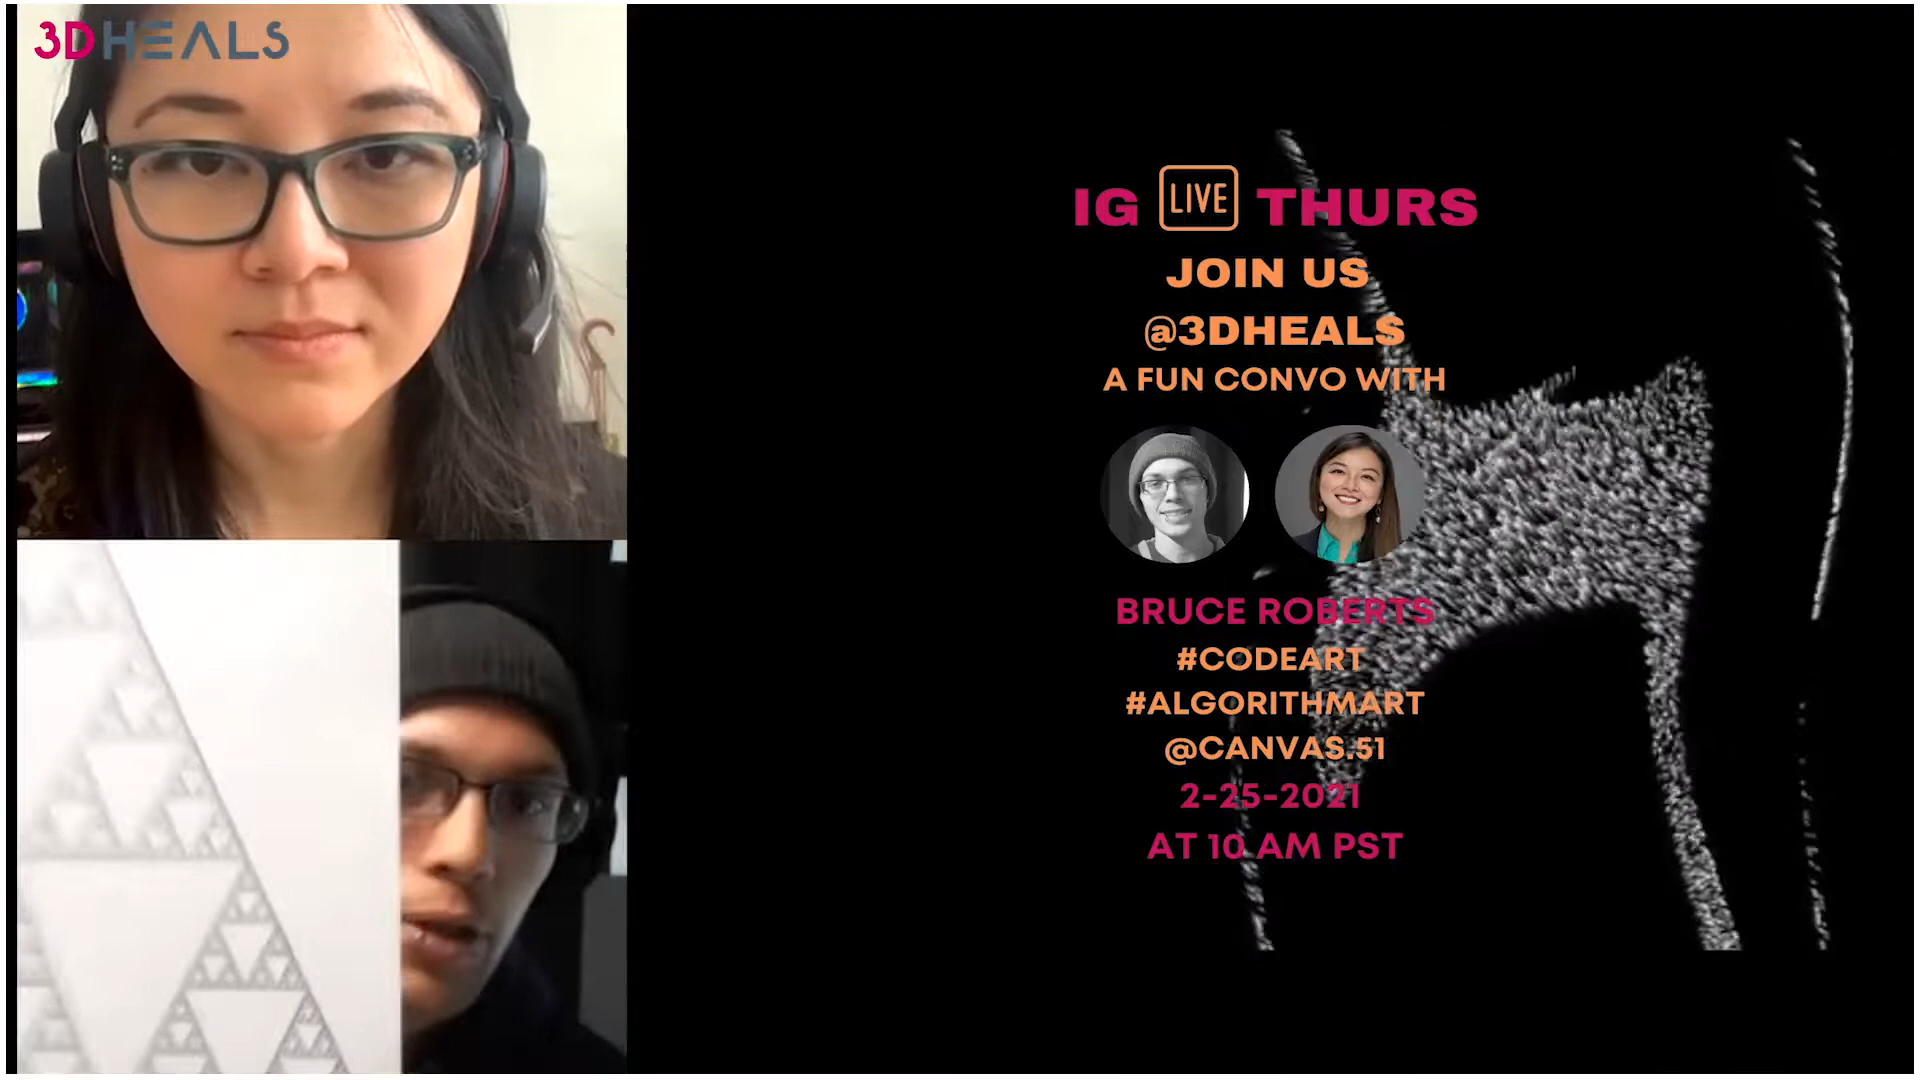 3DHEALS
IG LIVE THURS
JOIN US
@3DHEALS
A FUN CONVO WITH
BRUCE ROBERTS
#CODEART
#ALGORITHMART
@CANVAS.51
2-25-2021
AT 10 AM PST